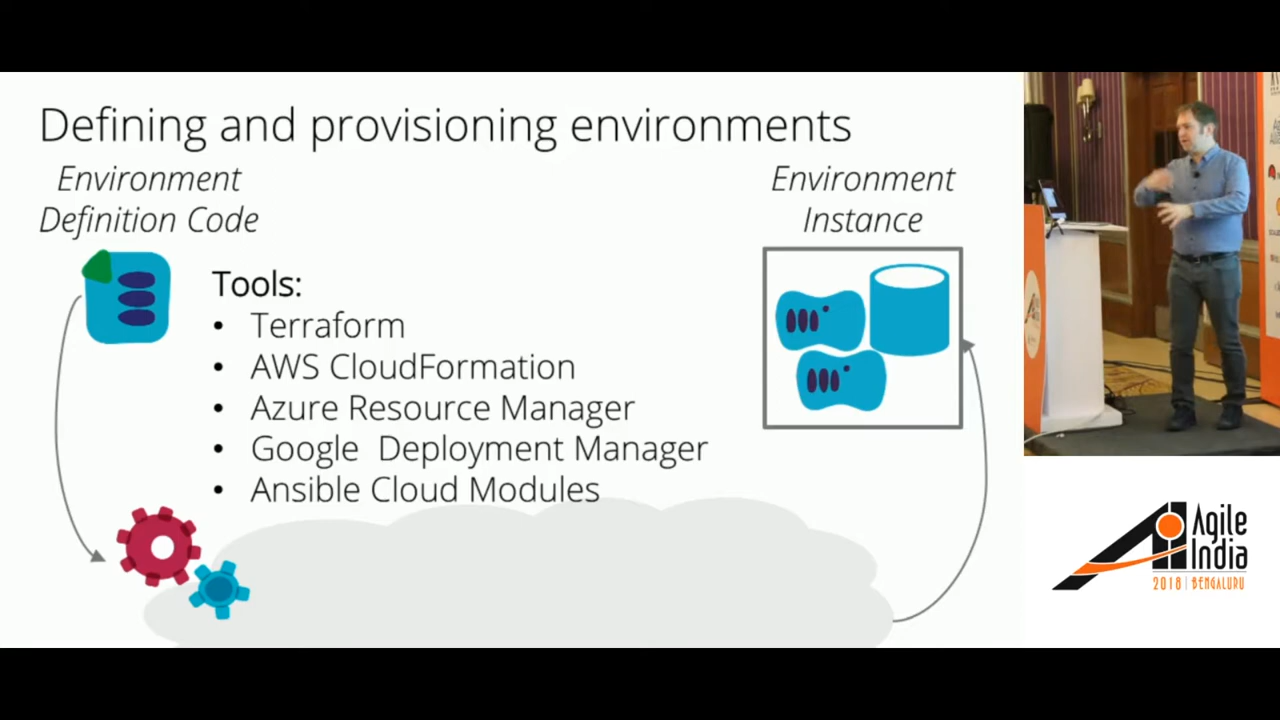 Defining and provisioning environments
Environment
Definition Code
Environment
Instance
Tools:
• Terraform
• AWS CloudFormation
• Azure Resource Manager
• Google Deployment Manager
• Ansible Cloud Modules
Agile
India
2018 | BENGALURU